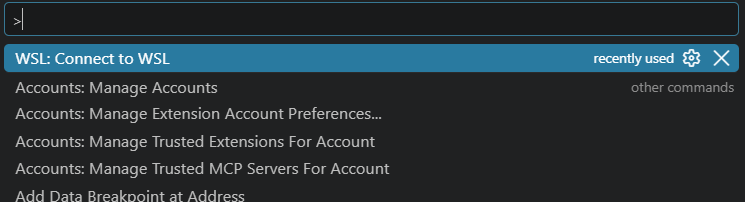 >
WSL: Connect to WSL recently used
Accounts: Manage Accounts other commands
Accounts: Manage Extension Account Preferences...
Accounts: Manage Trusted Extensions For Account
Accounts: Manage Trusted MCP Servers For Account
Add Data Breakpoint at Address